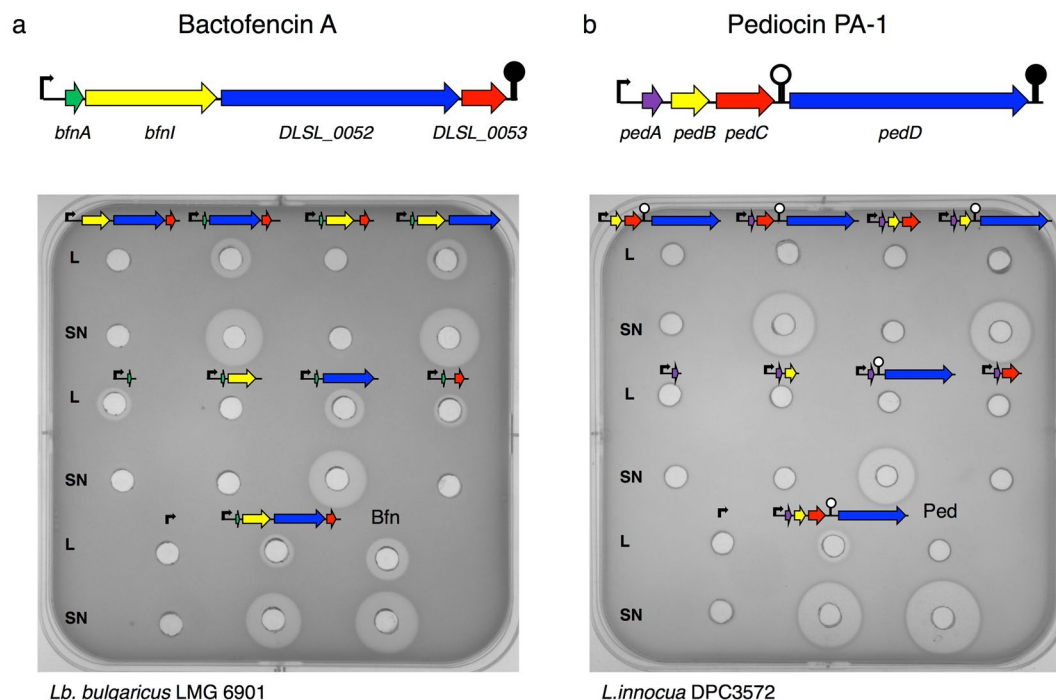 a
Bactofencin A
b
Pediocin PA-1
bfnA
bfnI
DLSL_0052
DLSL_0053
pedA
pedB
pedC
pedD
L
SN
L
SN
Bfn
L
SN
L
SN
L
SN
Ped
L
SN
Lb. bulgaricus LMG 6901
L.innocua DPC3572